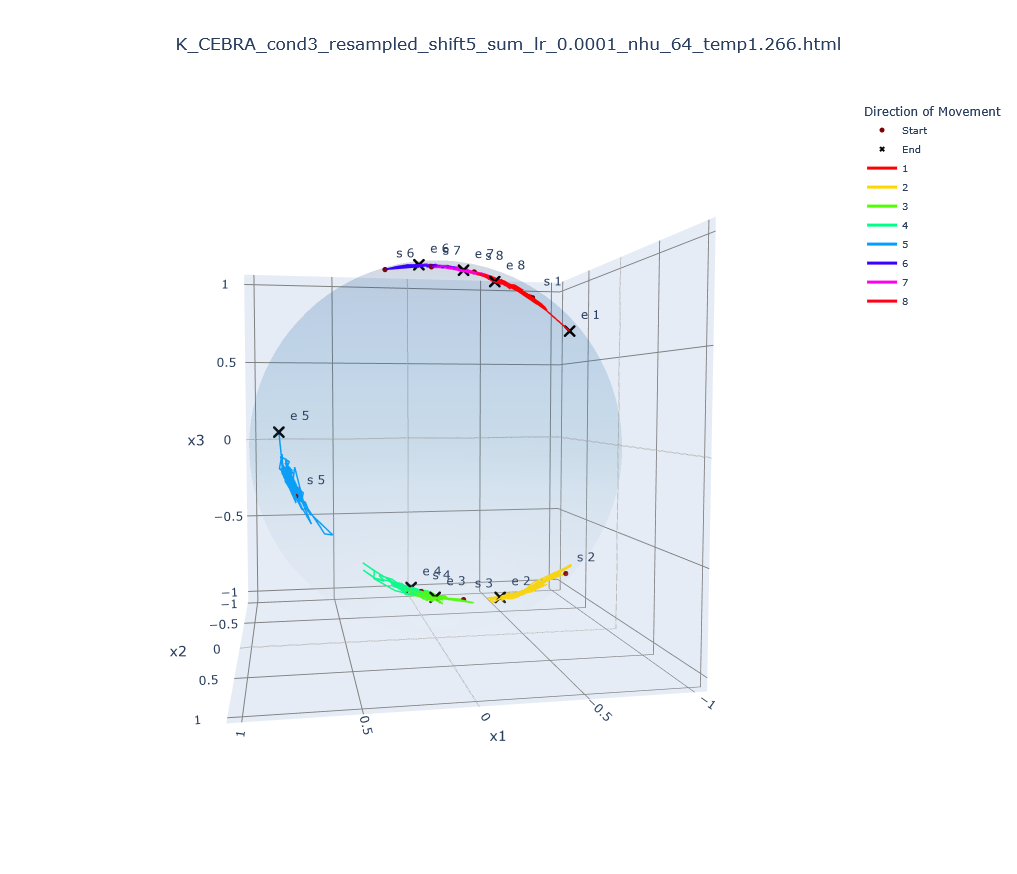 K_CEBRA_cond3_resampled_shift5_sum_lr_0.0001_nhu_64_temp1.266.html
Direction of Movement
Start
End
1
2
3
4
5
6
7
8
s 6
e 6
s 7
e 7
s 8
e 8
s 1
e 1
e 5
s 5
e 4
s 4
e 3
s 3
e 2
s 2
x3
1
0.5
0
−0.5
−1
x2
−1
−0.5
0
0.5
1
x1
1
0.5
0
−0.5
−1